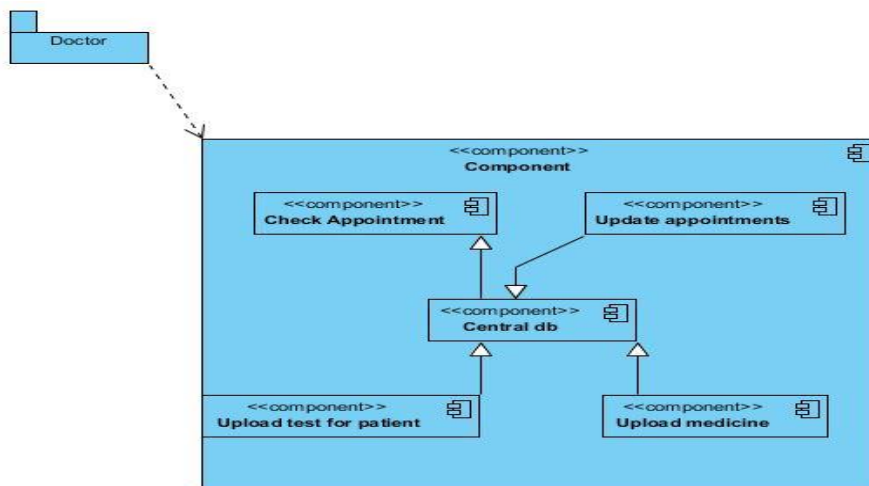 Doctor
<<component>>
Component
<<component>>
Check Appointment
<<component>>
Update appointments
<<component>>
Central db
<<component>>
Upload test for patient
<<component>>
Upload medicine